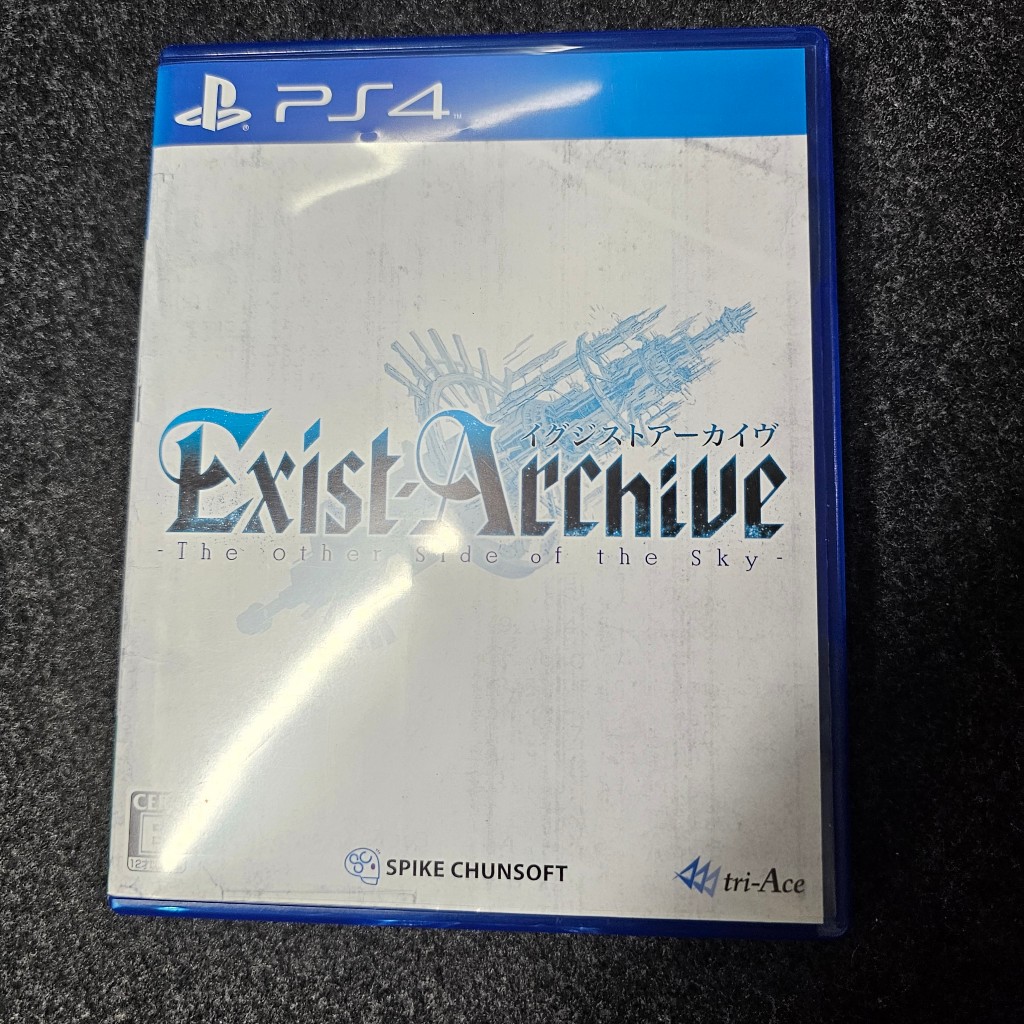 PS4
イグジストアーカイヴ
Exist-Archive
-The other Side of the Sky-
SPIKE CHUNSOFT
tri-Ace